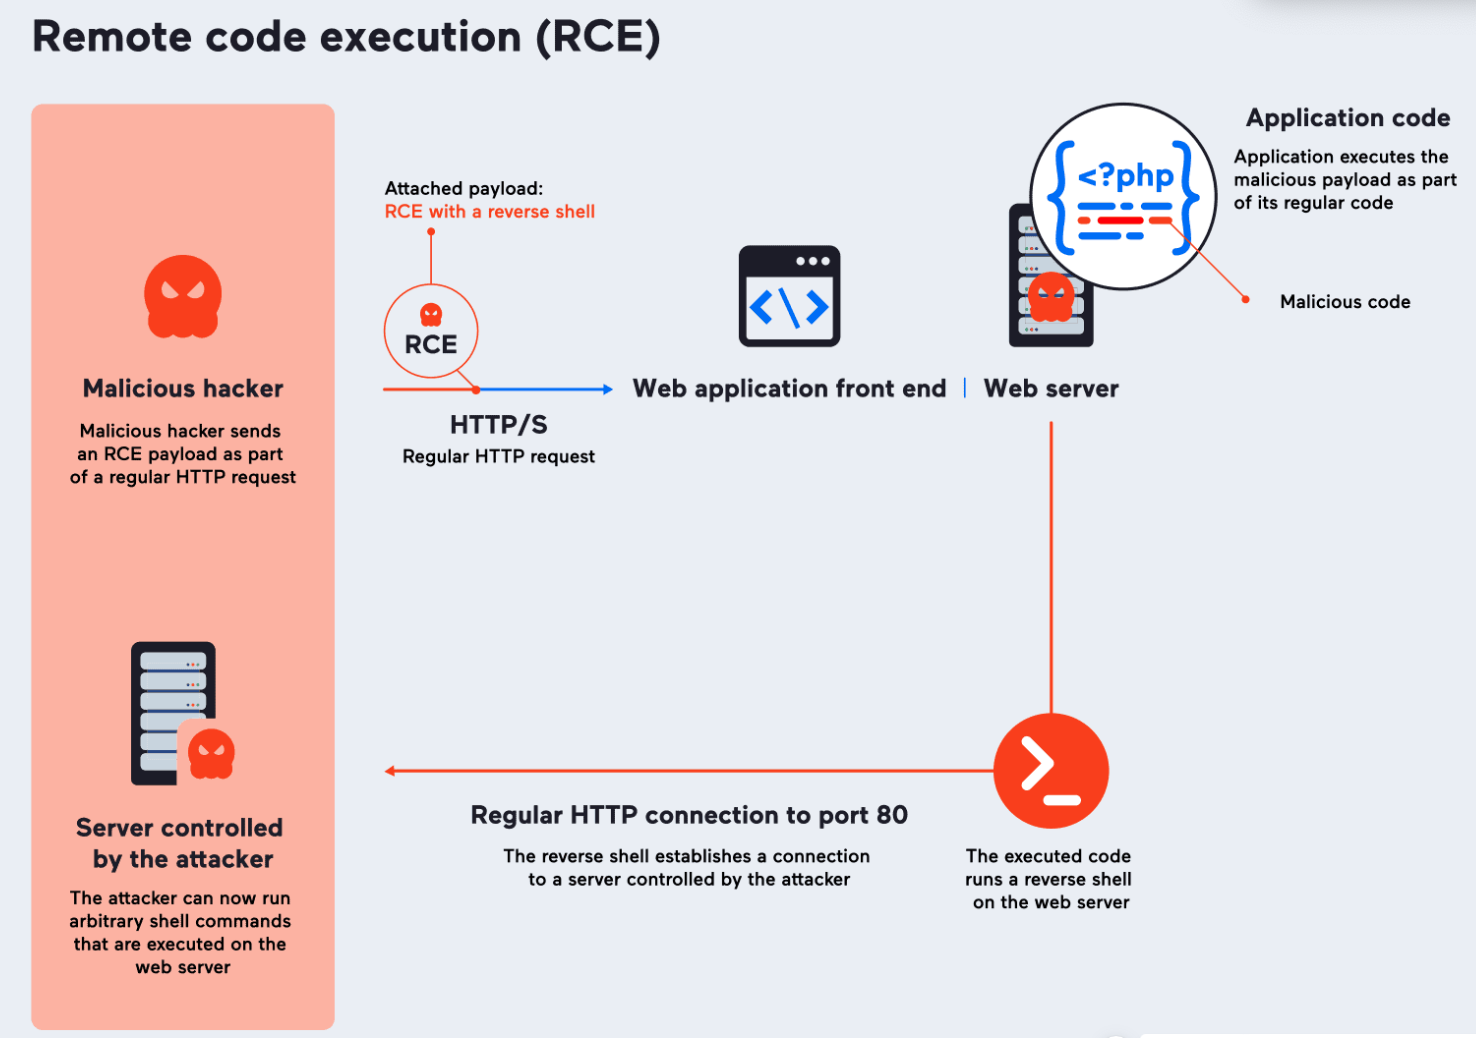 Remote code execution (RCE)
Application code
Application executes the
malicious payload as part
of its regular code
<?php
Malicious code
Attached payload:
RCE with a reverse shell
RCE
Malicious hacker
Malicious hacker sends
an RCE payload as part
of a regular HTTP request
HTTP/S
Regular HTTP request
</>
Web application front end | Web server
Server controlled
by the attacker
The attacker can now run
arbitrary shell commands
that are executed on the
web server
Regular HTTP connection to port 80
The reverse shell establishes a connection
to a server controlled by the attacker
>_
The executed code
runs a reverse shell
on the web server